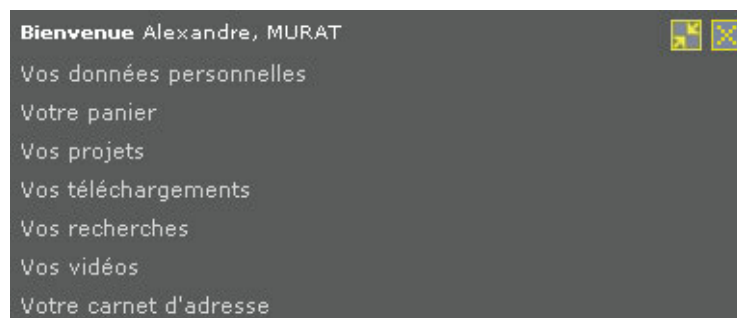 Bienvenue Alexandre, MURAT
Vos données personnelles
Votre panier
Vos projets
Vos téléchargements
Vos recherches
Vos vidéos
Votre carnet d'adresse